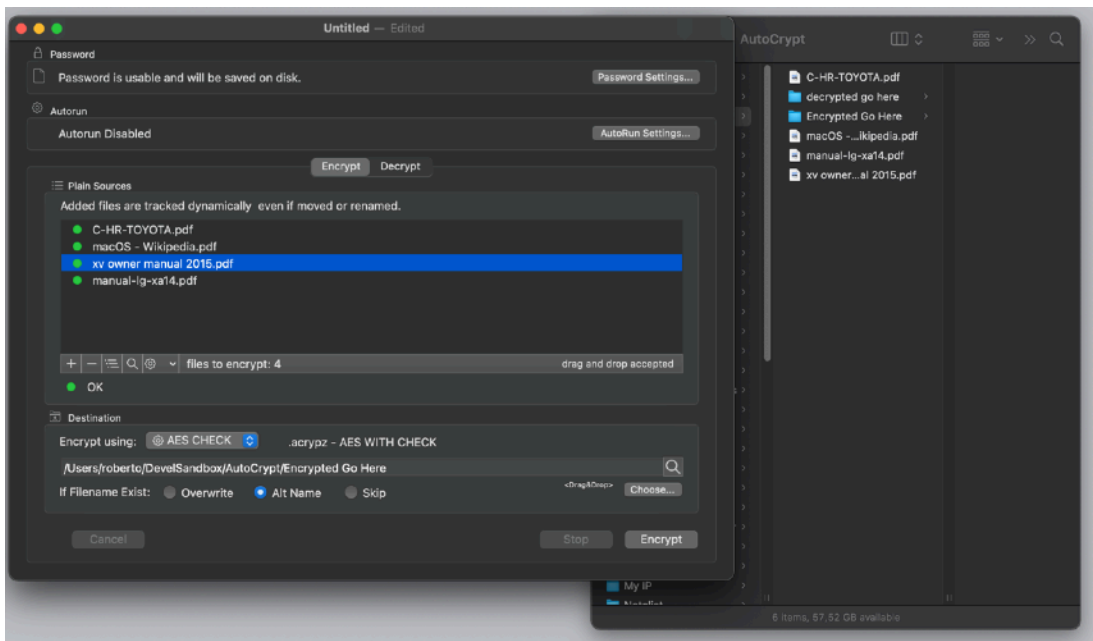 Untitled — Edited
Password
Password is usable and will be saved on disk.
Password Settings...
Autorun
Autorun Disabled
AutoRun Settings...
Encrypt
Decrypt
Plain Sources
Added files are tracked dynamically even if moved or renamed.
C-HR-TOYOTA.pdf
macOS - Wikipedia.pdf
xv owner manual 2015.pdf
manual-lg-xa14.pdf
files to encrypt: 4
drag and drop accepted
OK
Destination
Encrypt using:
AES CHECK
.acrypz - AES WITH CHECK
/Users/roberto/DevelSandbox/AutoCrypt/Encrypted Go Here
If Filename Exist:
Overwrite
Alt Name
Skip
<Drag&Drop>
Choose...
Cancel
Stop
Encrypt
AutoCrypt
C-HR-TOYOTA.pdf
decrypted go here
Encrypted Go Here
macOS -...ikipedia.pdf
manual-lg-xa14.pdf
xv owner...al 2015.pdf
My IP
6 items, 57,52 GB available